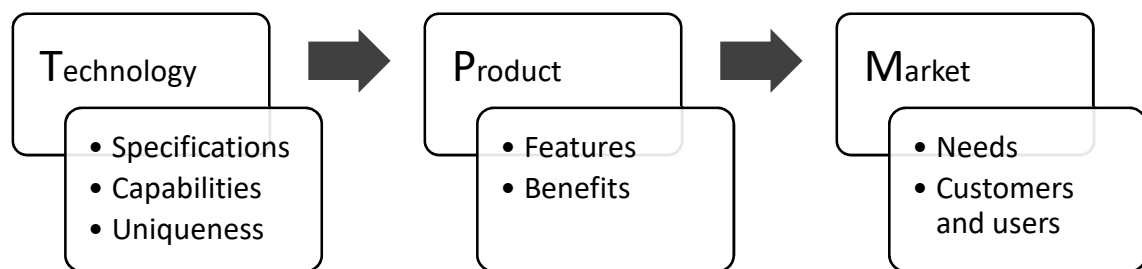 Technology
• Specifications
• Capabilities
• Uniqueness
Product
• Features
• Benefits
Market
• Needs
• Customers
and users